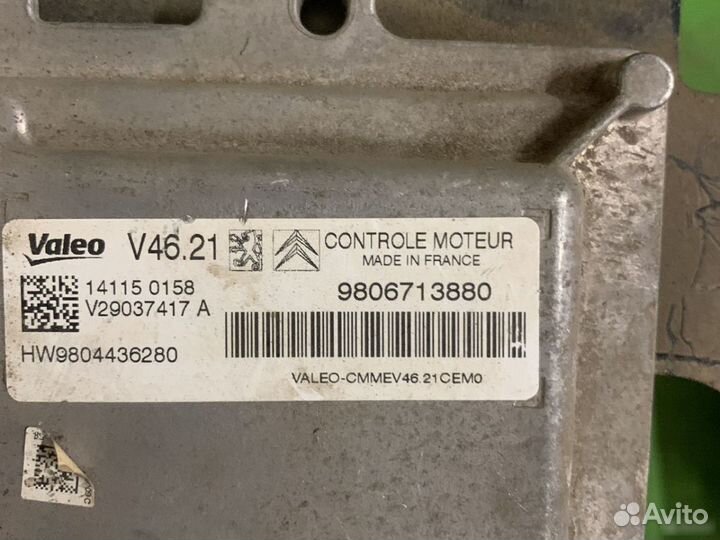 Valeo V46.21 CONTROLE MOTEUR
MADE IN FRANCE
14115 0158
V29037417 A
9806713880
HW9804436280
VALEO-CMMEV46.21CEM0
Avito